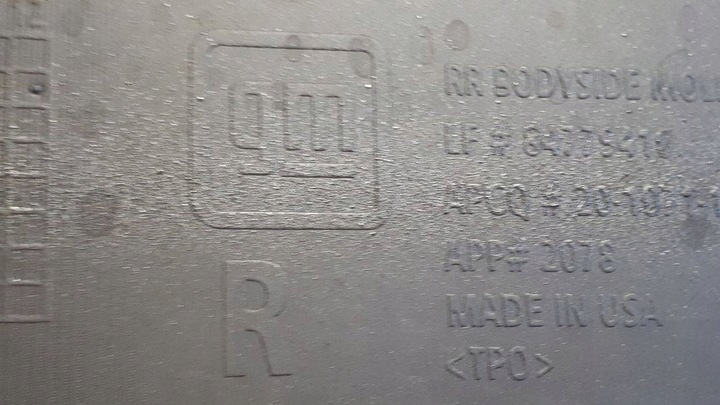 gm
R
RR BODYSIDE
LF #
APCQ #
APP# 2078
MADE IN USA
<TPO>